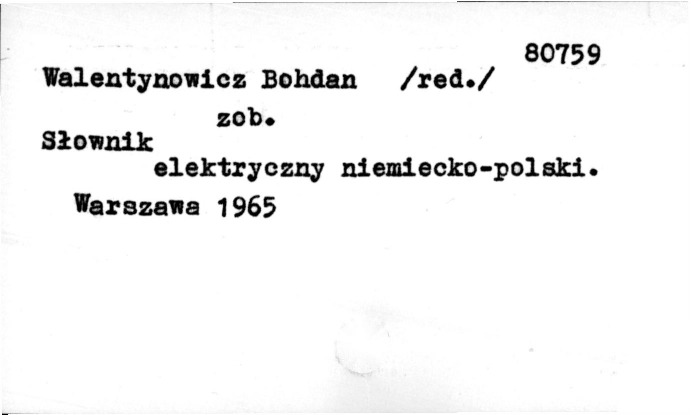 80759
Walentynowicz Bohdan /red./
zob.
Słownik
elektryczny niemiecko-polski.
Warszawa 1965